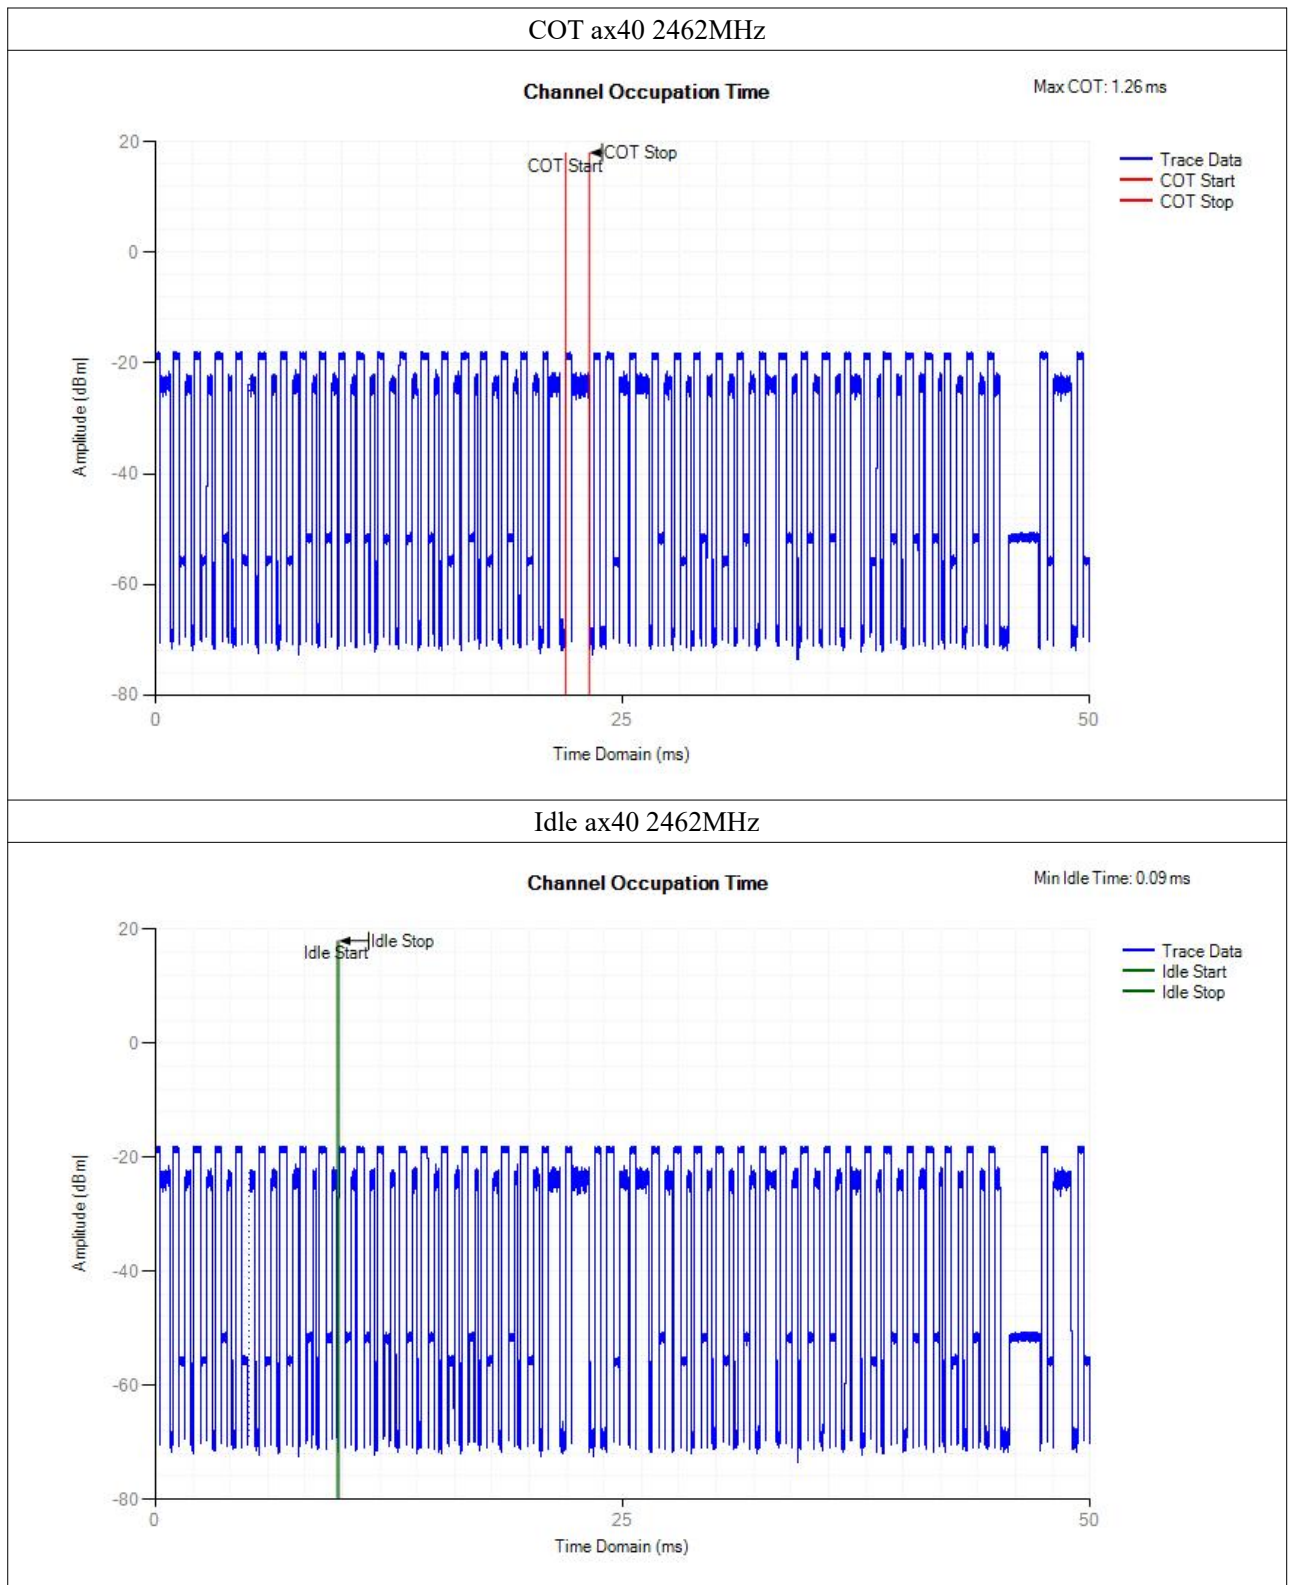 COT ax40 2462MHz
Channel Occupation Time
Max COT: 1.26 ms
20
0
-20
-40
-60
-80
Amplitude (dBm|
COT Start
COT Stop
Trace Data
COT Start
COT Stop
0
25
50
Time Domain (ms)
Idle ax40 2462MHz
Channel Occupation Time
Min Idle Time: 0.09 ms
20
0
-20
-40
-60
-80
Amplitude (dBm|
Idle Start
Idle Stop
Trace Data
Idle Start
Idle Stop
0
25
50
Time Domain (ms)